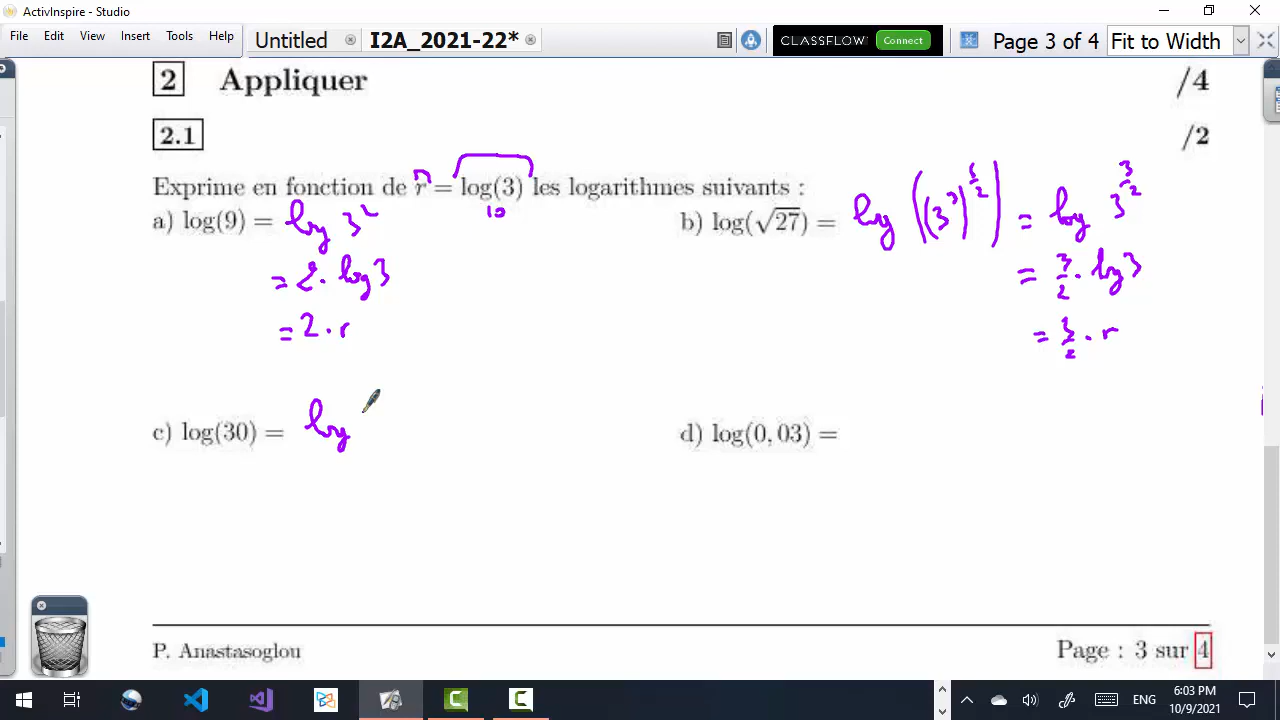 ActivInspire - Studio
File Edit View Insert Tools Help
Untitled
I2A_2021-22*
CLASSFLOW Connect
Page 3 of 4
Fit to Width
2 Appliquer /4
2.1 /2
Exprime en fonction de r = log(3) les logarithmes suivants :
10
a) log(9) = log 3²
= 2 · log 3
= 2 · r
b) log(√27) = log((3³)^{1/2}) = log 3^{3/2}
= 3/2 · log 3
= 3/2 · r
c) log(30) = log
d) log(0, 03) =
P. Anastasoglou
Page : 3 sur 4
ENG
6:03 PM
10/9/2021